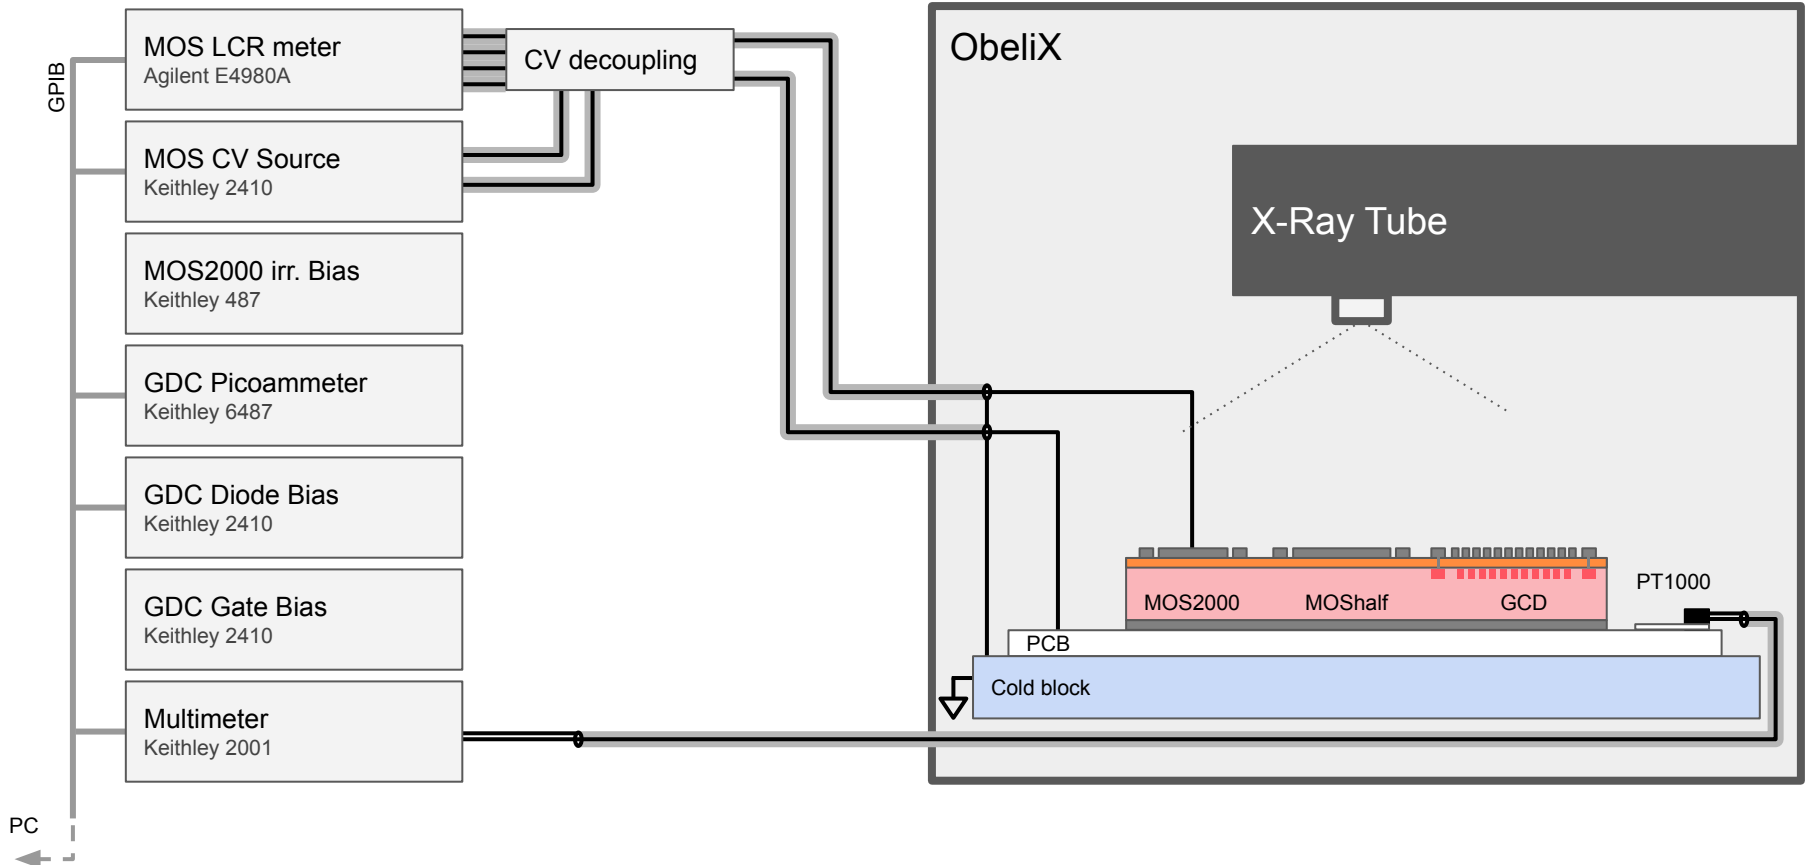 GPIB
MOS LCR meter
Agilent E4980A
CV decoupling
MOS CV Source
Keithley 2410
MOS2000 irr. Bias
Keithley 487
GDC Picoammeter
Keithley 6487
GDC Diode Bias
Keithley 2410
GDC Gate Bias
Keithley 2410
Multimeter
Keithley 2001
PC
ObeliX
X-Ray Tube
MOS2000
MOShalf
GCD
PT1000
PCB
Cold block